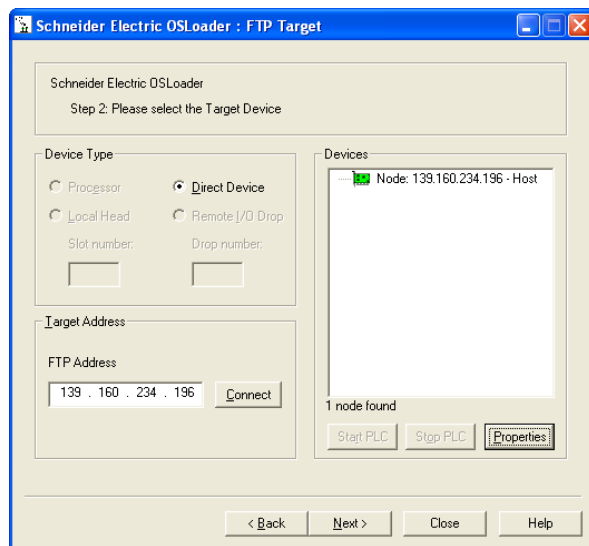 Schneider Electric OSLoader : FTP Target
Schneider Electric OSLoader
Step 2: Please select the Target Device
Device Type
Processor
Direct Device
Local Head
Remote I/O Drop
Slot number:
Drop number:
Target Address
FTP Address
139 . 160 . 234 . 196
Connect
Devices
Node: 139.160.234.196 - Host
1 node found
Start PLC
Stop PLC
Properties
< Back
Next >
Close
Help